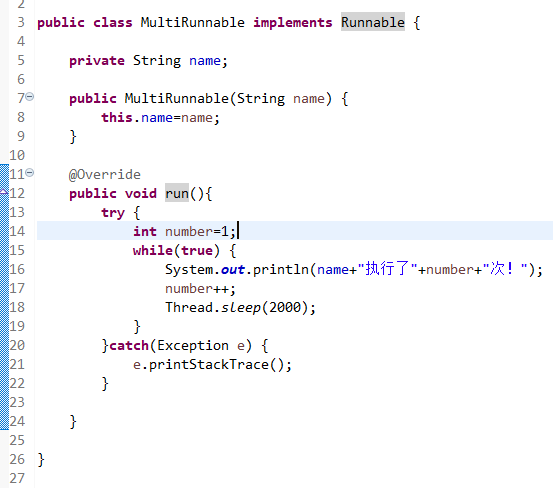 2
3 public class MultiRunnable implements Runnable {
4
5     private String name;
6
7     public MultiRunnable(String name) {
8         this.name=name;
9     }
10
11     @Override
12     public void run(){
13         try {
14             int number=1;
15             while(true) {
16                 System.out.println(name+"执行了"+number+"次！");
17                 number++;
18                 Thread.sleep(2000);
19             }
20         }catch(Exception e) {
21             e.printStackTrace();
22         }
23
24     }
25
26 }
27